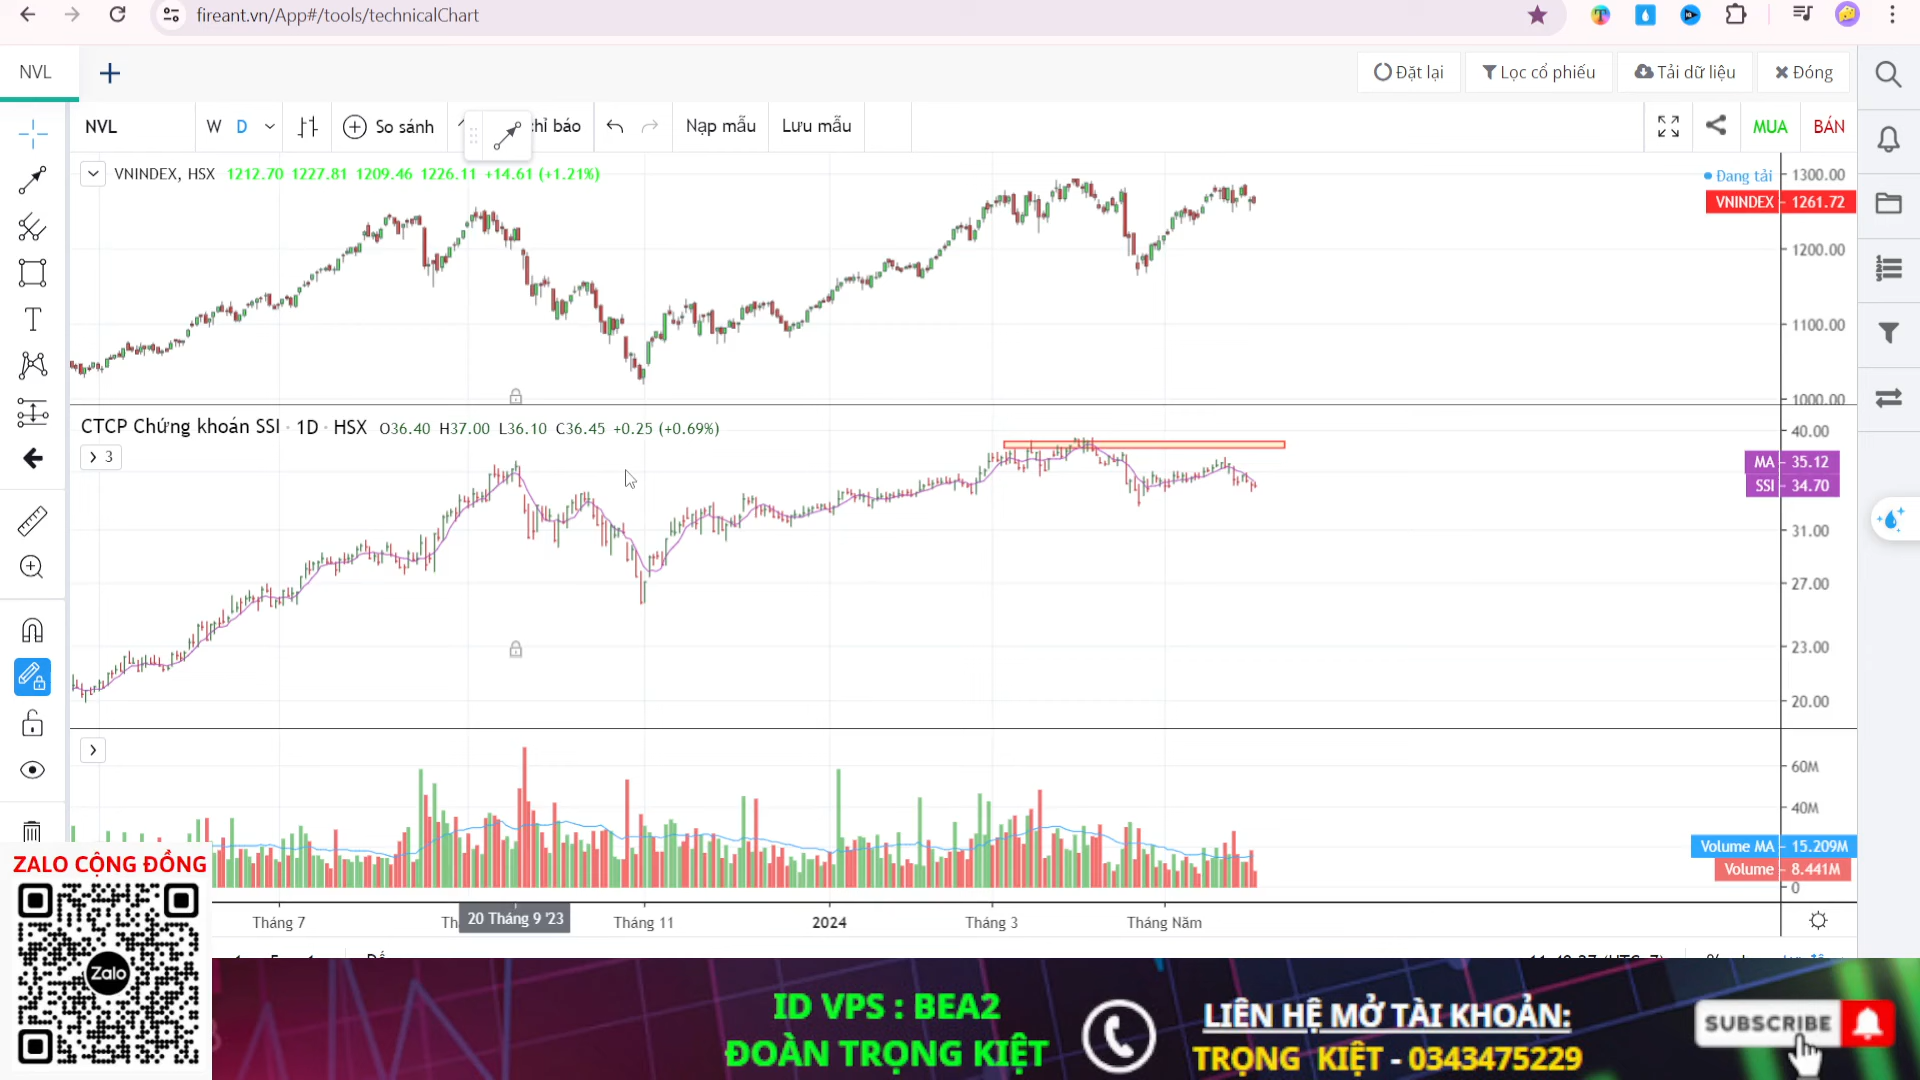 fireant.vn/App#/tools/technicalChart
NVL
Đặt lại
Lọc cổ phiếu
Tải dữ liệu
Đóng
NVL
W D
So sánh
hỉ báo
Nạp mẫu
Lưu mẫu
MUA
BÁN
VNINDEX, HSX 1212.70 1227.81 1209.46 1226.11 +14.61 (+1.21%)
Đang tải
1300.00
VNINDEX 1261.72
1200.00
1100.00
1000.00
CTCP Chứng khoán SSI · 1D · HSX O36.40 H37.00 L36.10 C36.45 +0.25 (+0.69%)
3
40.00
MA 35.12
SSI 34.70
31.00
27.00
23.00
20.00
60M
40M
Volume MA 15.209M
Volume 8.441M
0
Tháng 7
Th
20 Tháng 9 '23
Tháng 11
2024
Tháng 3
Tháng Năm
ZALO CỘNG ĐỒNG
Zalo
ID VPS : BEA2
ĐOÀN TRỌNG KIỆT
LIÊN HỆ MỞ TÀI KHOẢN:
TRỌNG KIỆT - 0343475229
SUBSCRIBE